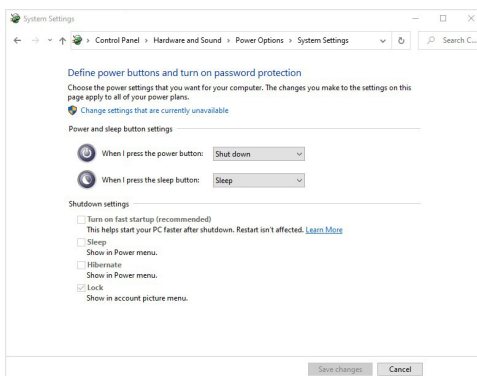 System Settings
Control Panel > Hardware and Sound > Power Options > System Settings
Search C...
Define power buttons and turn on password protection
Choose the power settings that you want for your computer. The changes you make to the settings on this
page apply to all of your power plans.
Change settings that are currently unavailable
Power and sleep button settings
When I press the power button: Shut down
When I press the sleep button: Sleep
Shutdown settings
Turn on fast startup (recommended)
This helps start your PC faster after shutdown. Restart isn't affected. Learn More
Sleep
Show in Power menu.
Hibernate
Show in Power menu.
Lock
Show in account picture menu.
Save changes Cancel